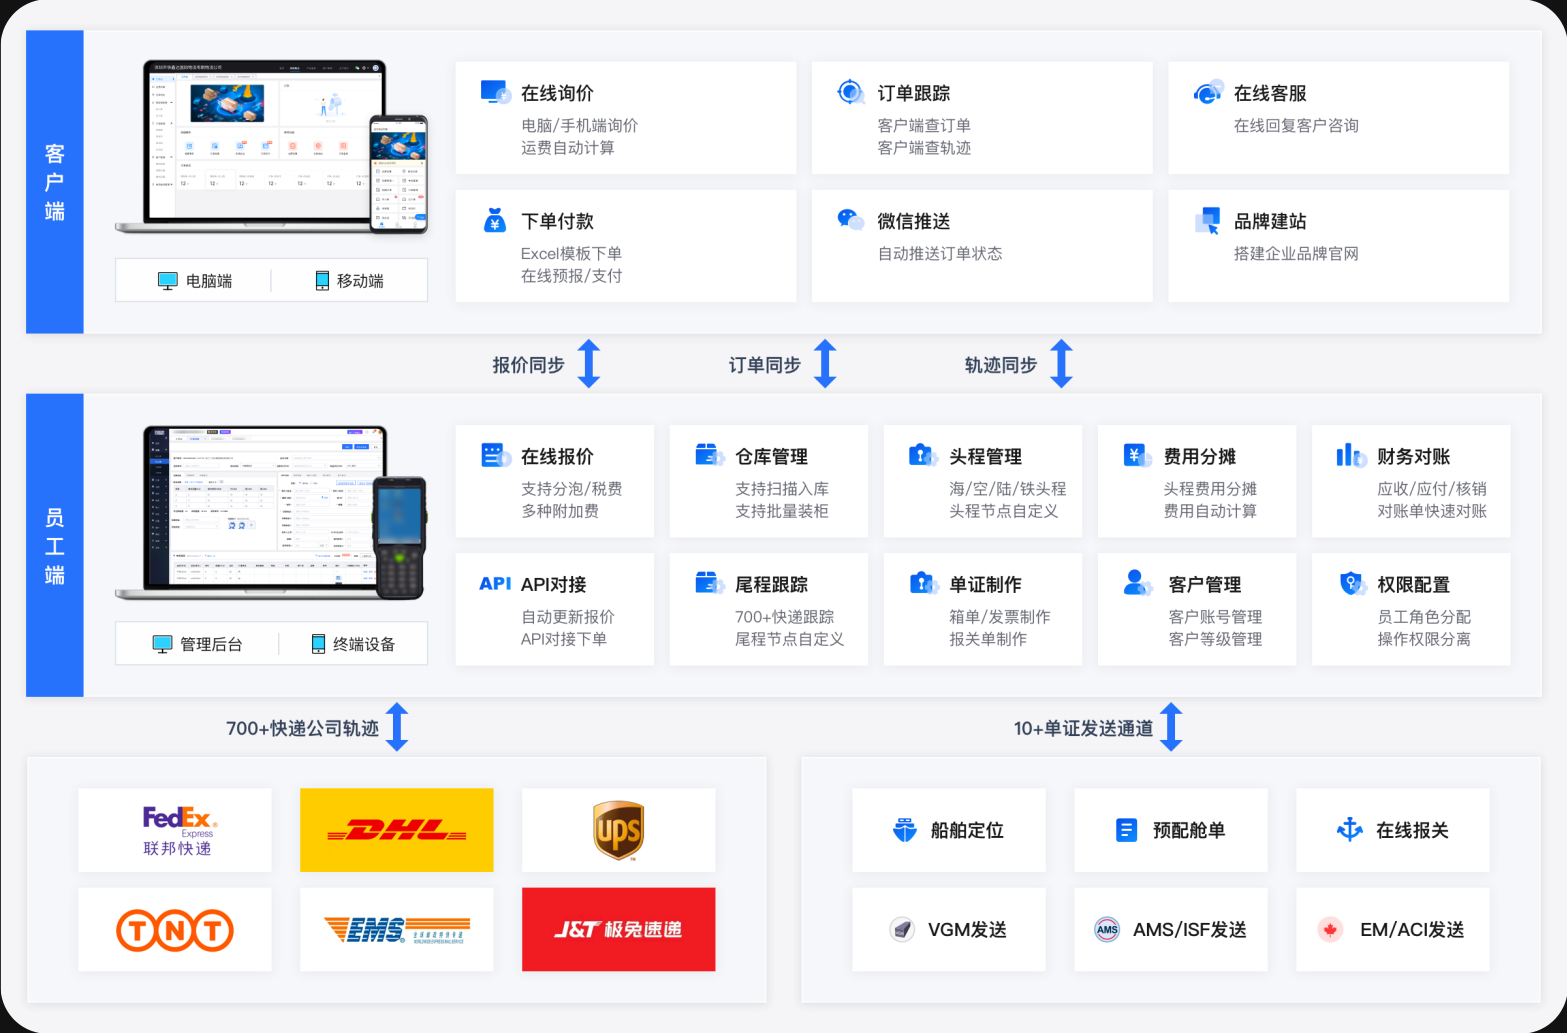 客户端
电脑端
移动端
在线询价
电脑/手机端询价
运费自动计算
订单跟踪
客户端查订单
客户端查轨迹
在线客服
在线回复客户咨询
下单付款
Excel模板下单
在线预报/支付
微信推送
自动推送订单状态
品牌建站
搭建企业品牌官网
报价同步
订单同步
轨迹同步
员工端
管理后台
终端设备
在线报价
支持分泡/税费
多种附加费
仓库管理
支持扫描入库
支持批量装柜
头程管理
海/空/陆/铁头程
头程节点自定义
费用分摊
头程费用分摊
费用自动计算
财务对账
应收/应付/核销
对账单快速对账
API
API对接
自动更新报价
API对接下单
尾程跟踪
700+快递跟踪
尾程节点自定义
单证制作
箱单/发票制作
报关单制作
客户管理
客户账号管理
客户等级管理
权限配置
员工角色分配
操作权限分离
700+快递公司轨迹
10+单证发送通道
FedEx
Express
联邦快递
DHL
ups
TNT
EMS
J&T 极兔速递
船舶定位
预配舱单
在线报关
VGM发送
AMS
AMS/ISF发送
EM/ACI发送